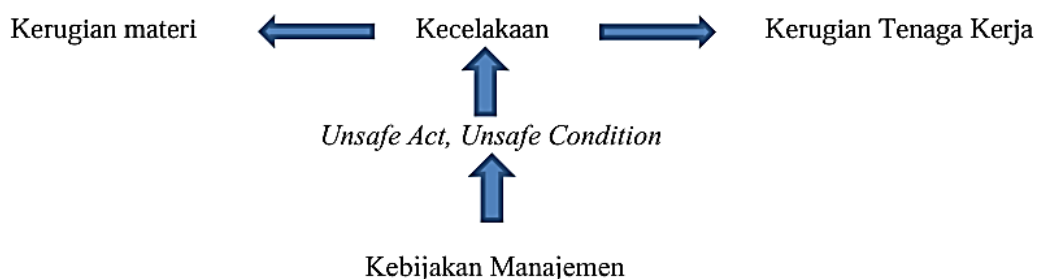 Kerugian materi Kecelakaan Kerugian Tenaga Kerja
Unsafe Act, Unsafe Condition
Kebijakan Manajemen